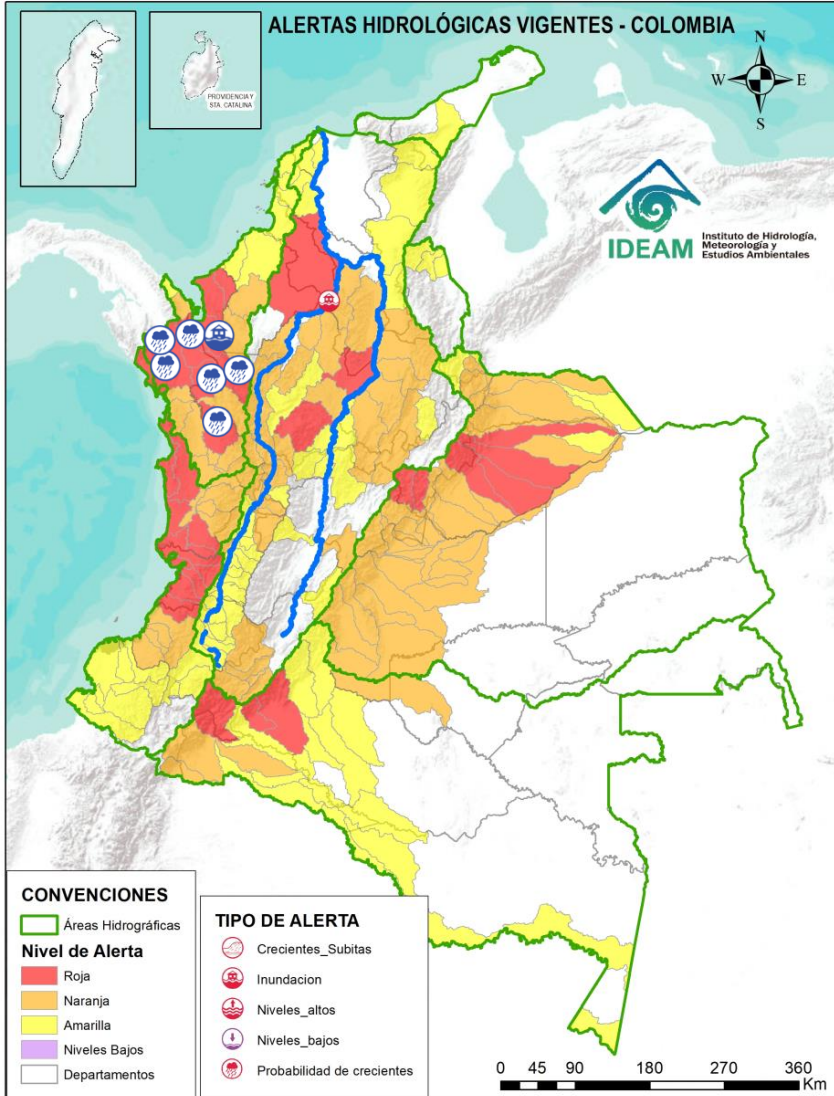 ALERTAS HIDROLÓGICAS VIGENTES - COLOMBIA
PROVIDENCIA Y
STA. CATALINA
N
W
E
S
IDEAM
Instituto de Hidrología,
Meteorología y
Estudios Ambientales
CONVENCIONES
Áreas Hidrográficas
Nivel de Alerta
Roja
Naranja
Amarilla
Niveles Bajos
Departamentos
TIPO DE ALERTA
Crecientes_Subitas
Inundacion
Niveles_altos
Niveles_bajos
Probabilidad de crecientes
0 45 90 180 270 360
Km